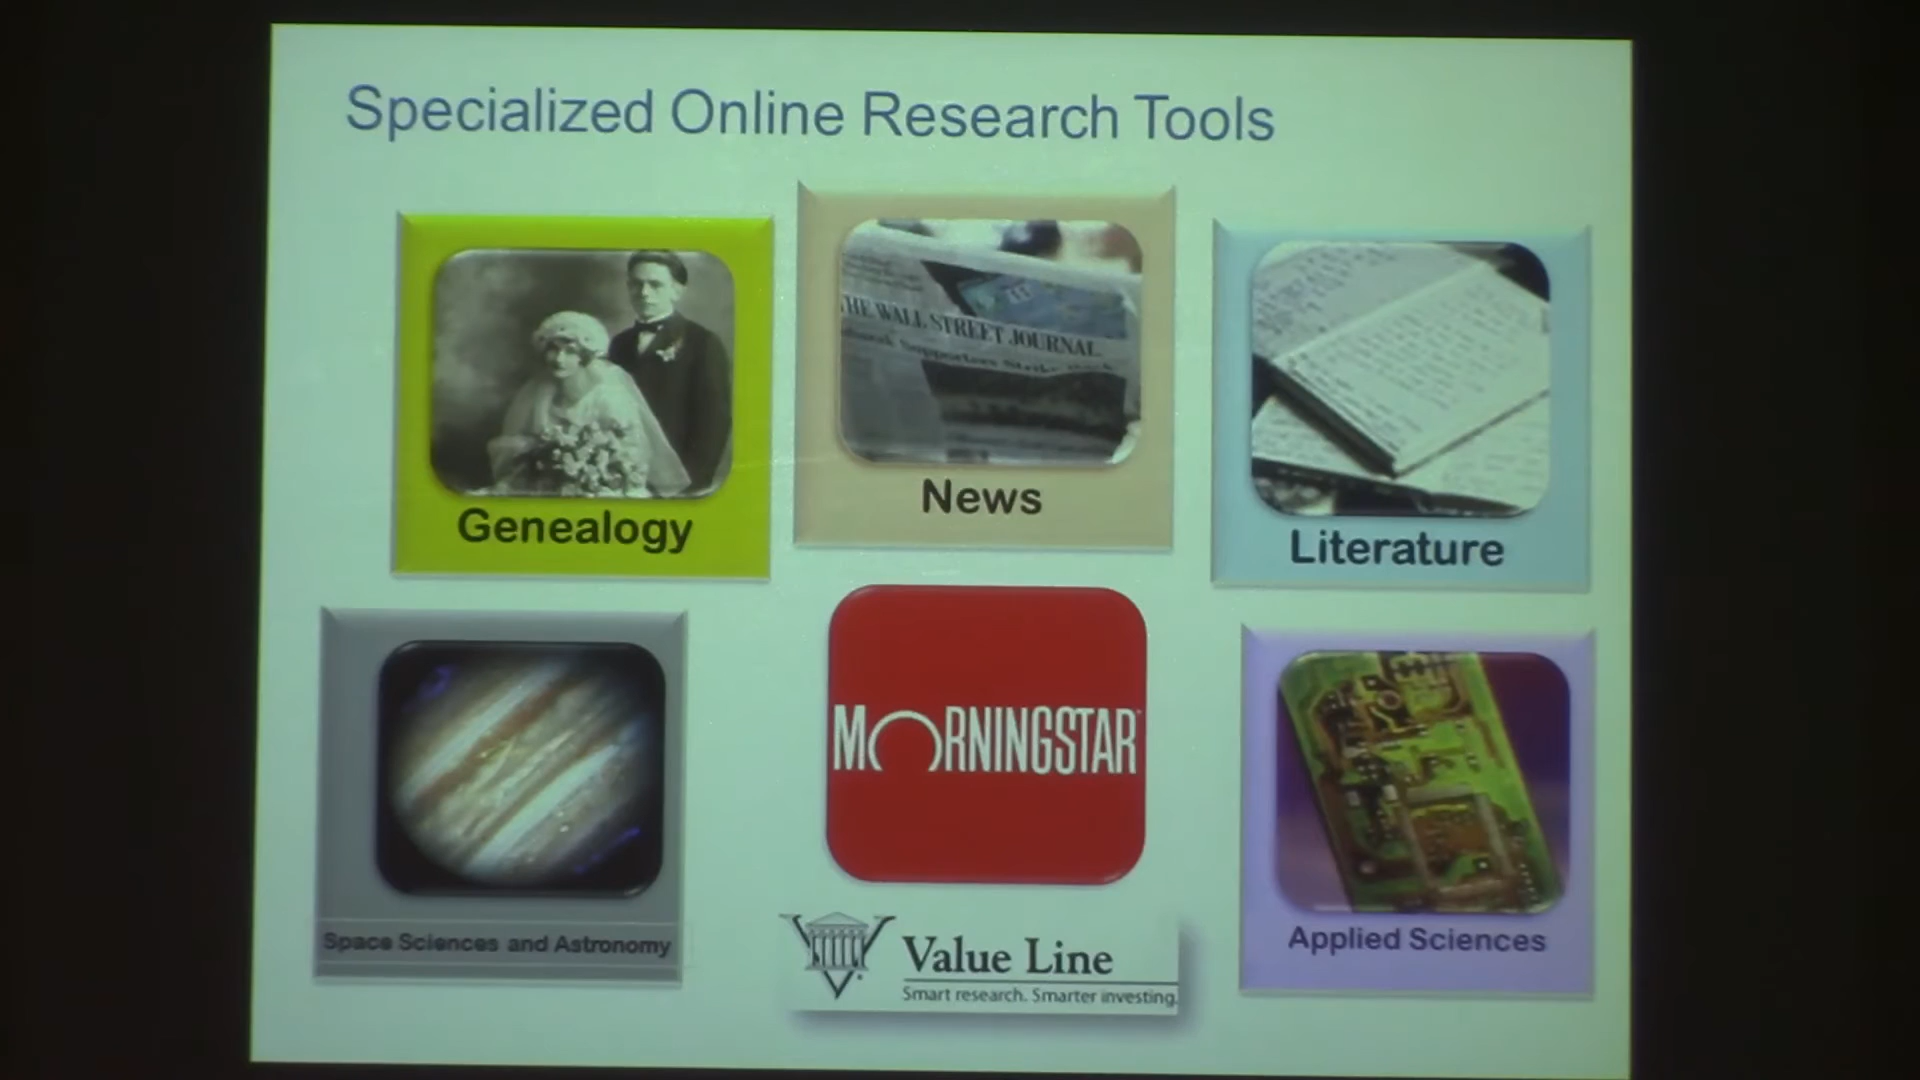 Specialized Online Research Tools
THE WALL STREET JOURNAL
News
Genealogy
Literature
MORNINGSTAR
Space Sciences and Astronomy
Value Line
Smart research. Smarter investing.
Applied Sciences